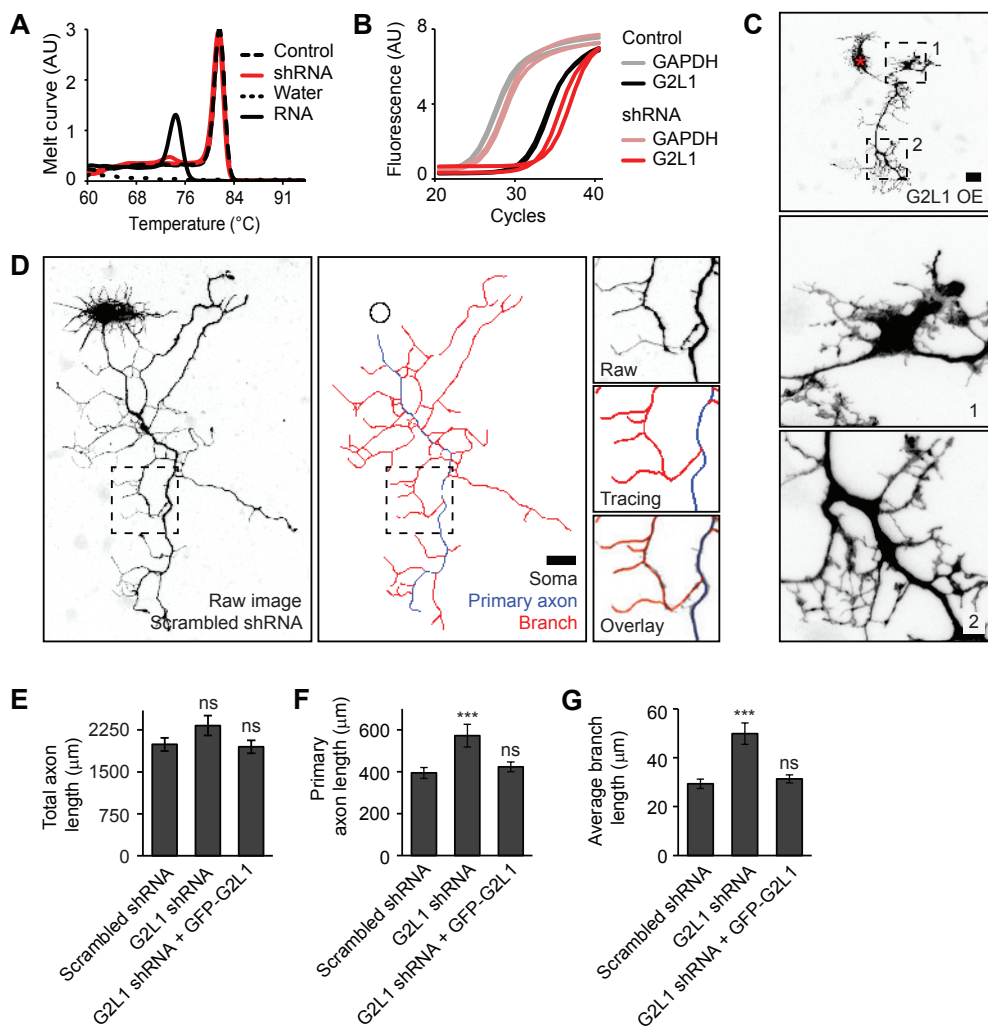 A
Melt curve (AU)
3
2
1
0
60
68
76
84
92
Temperature (°C)
Control
shRNA
Water
RNA
B
Fluorescence (AU)
8
4
0
20
30
40
Cycles
Control
GAPDH
G2L1
shRNA
GAPDH
G2L1
C
*
1
2
G2L1 OE
1
2
D
Raw image
Scrambled shRNA
Soma
Primary axon
Branch
Raw
Tracing
Overlay
E
Total axon
length (μm)
2250
1500
750
0
ns
ns
Scrambled shRNA
G2L1 shRNA
G2L1 shRNA + GFP-G2L1
F
Primary
axon length (μm)
600
400
200
0
***
ns
Scrambled shRNA
G2L1 shRNA
G2L1 shRNA + GFP-G2L1
G
Average branch
length (μm)
60
40
20
0
***
ns
Scrambled shRNA
G2L1 shRNA
G2L1 shRNA + GFP-G2L1